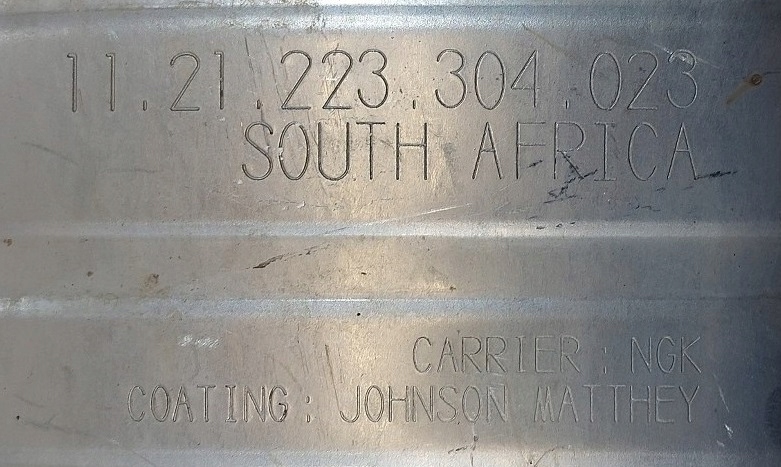 11.21.223.304.023
SOUTH AFRICA
CARRIER: NGK
COATING: JOHNSON MATTHEY